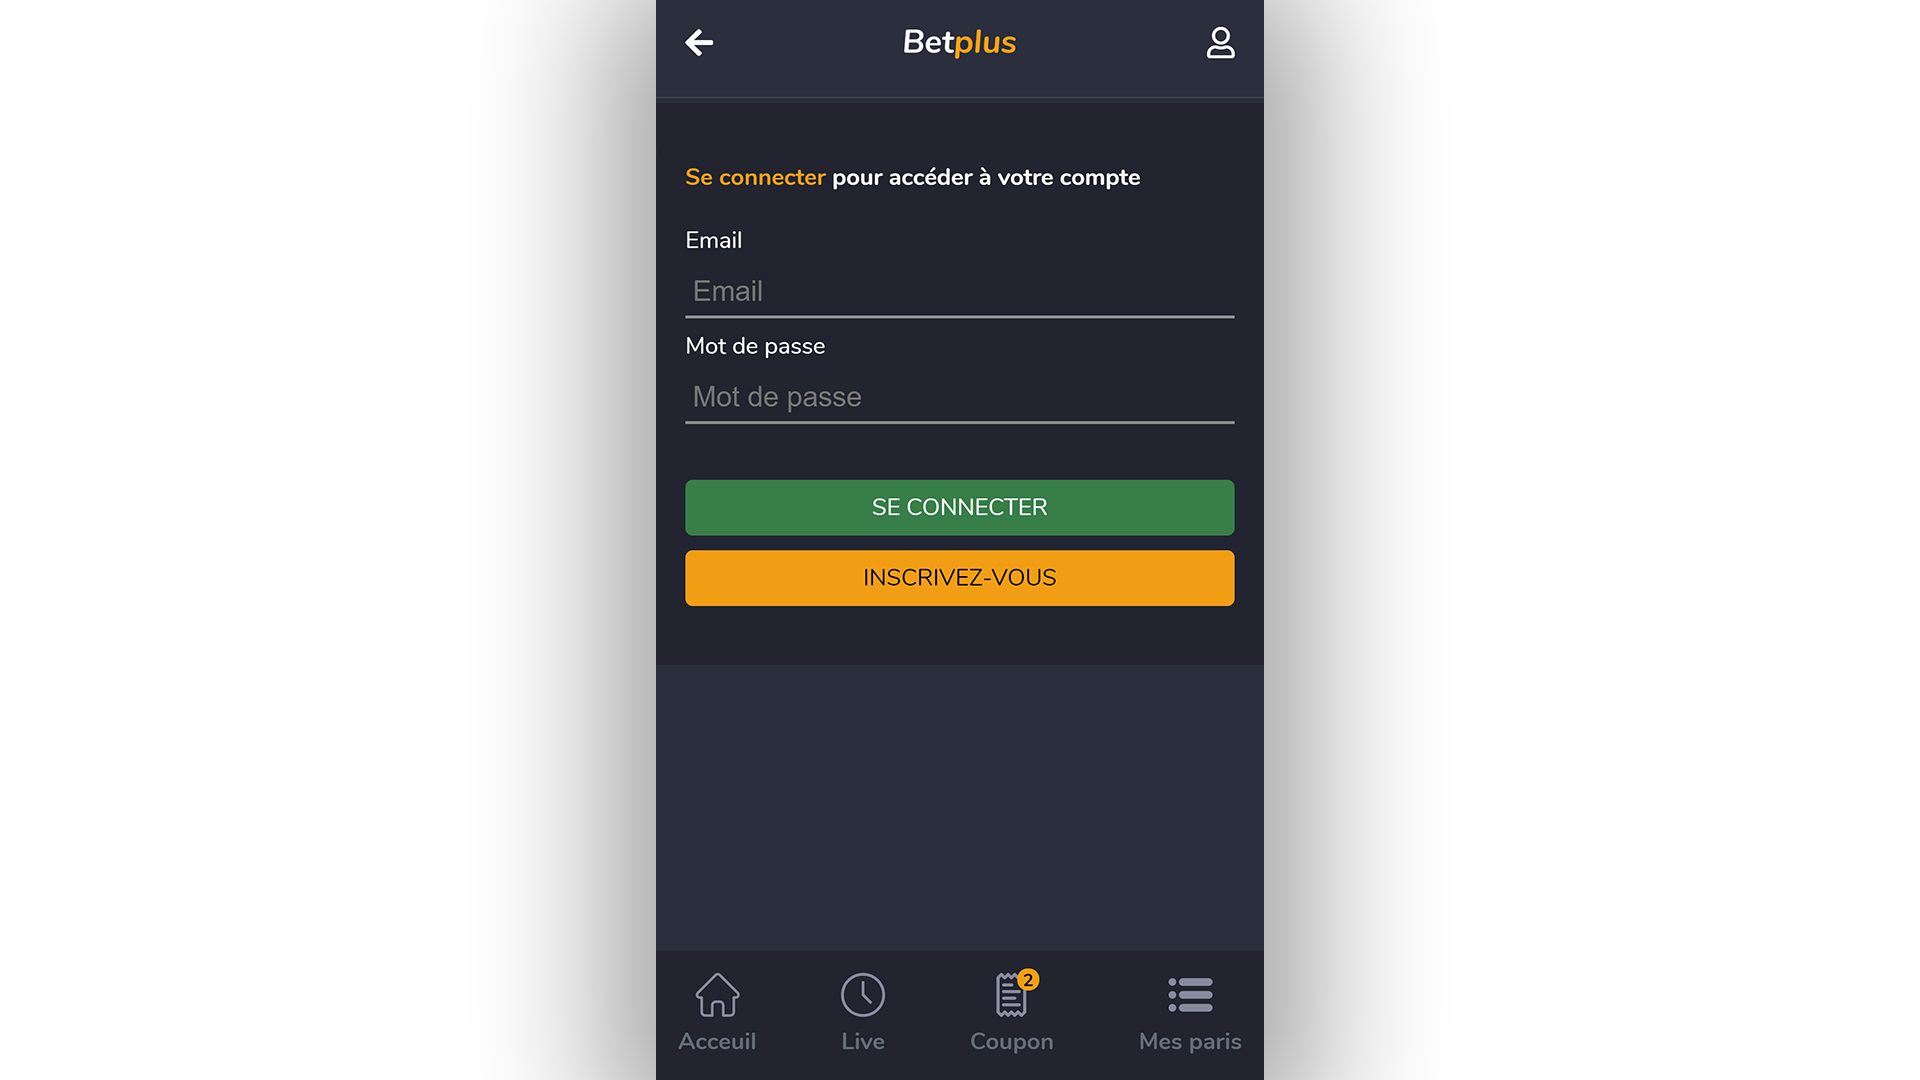 Betplus
Se connecter pour accéder à votre compte
Email
Email
Mot de passe
Mot de passe
SE CONNECTER
INSCRIVEZ-VOUS
2
Acceuil Live Coupon Mes paris